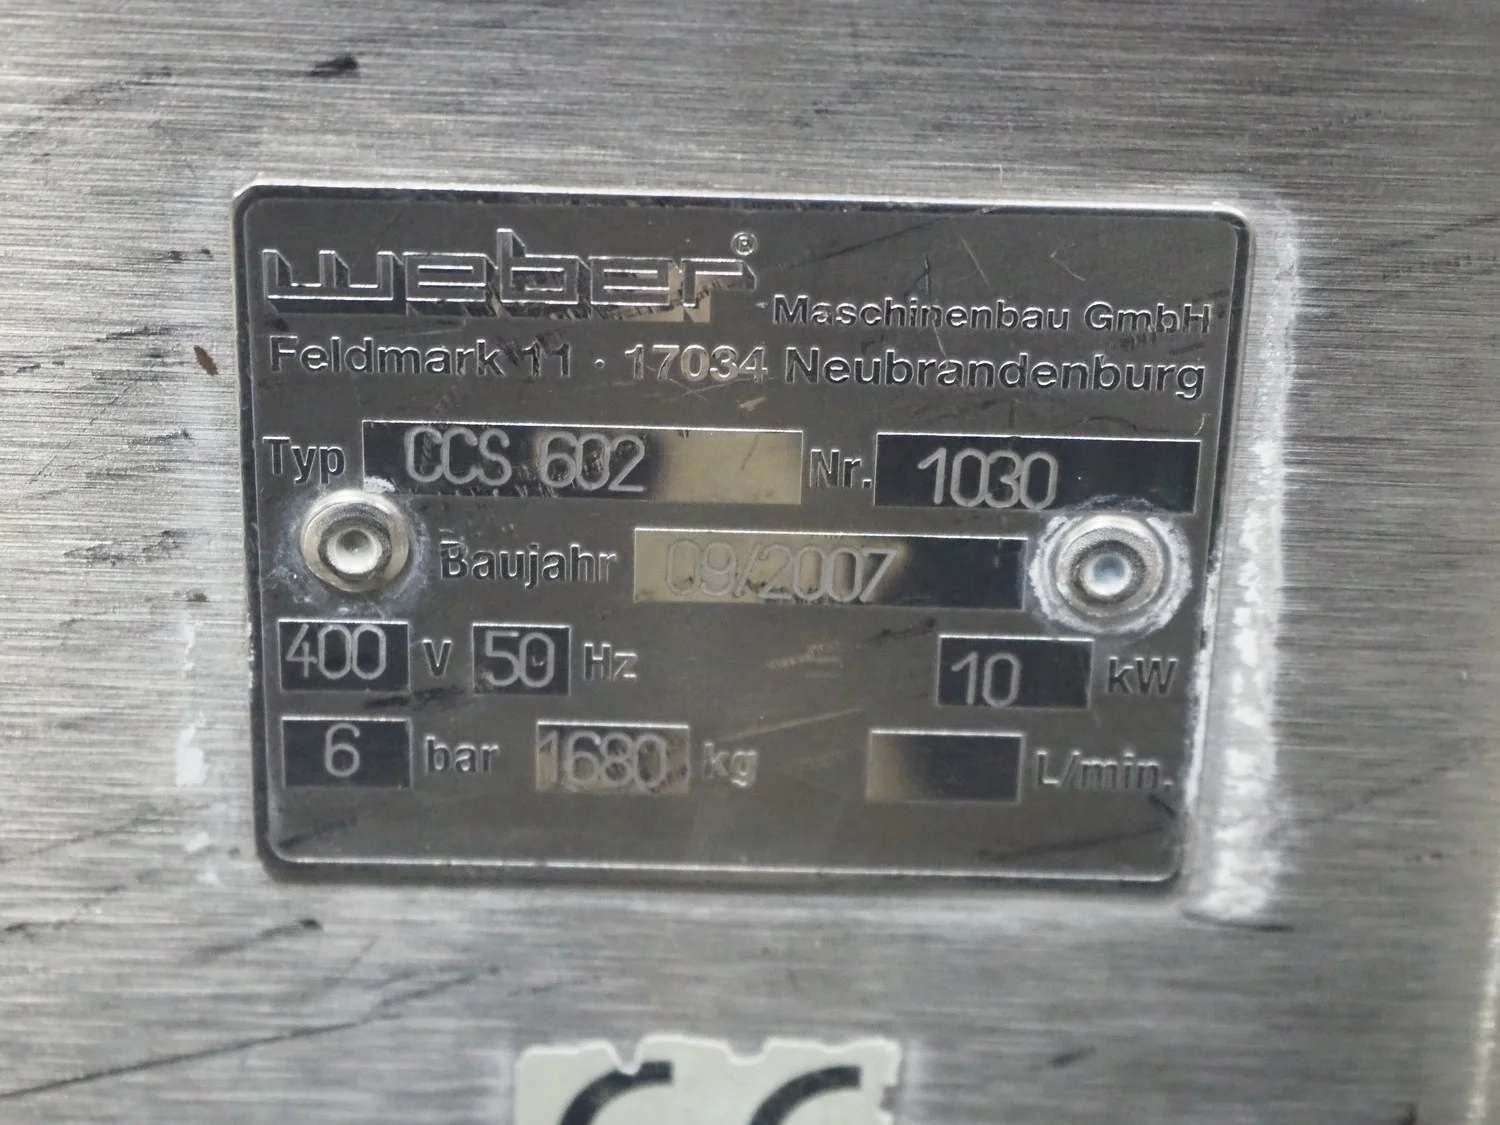 weber® Maschinenbau GmbH
Feldmark 11 · 17034 Neubrandenburg
Typ CCS 602 Nr. 1030
Baujahr 09/2007
400 V 50 Hz 10 kW
6 bar 1680 kg L/min.
CE